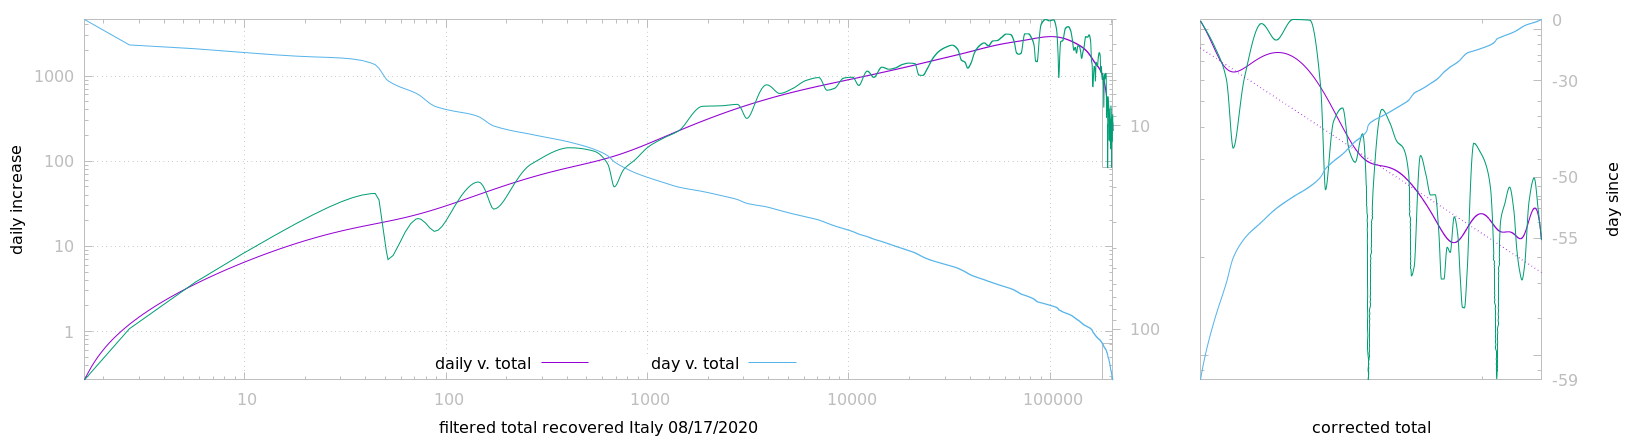 daily increase
1000
100
10
1
10
100
1000
10000
100000
10
100
daily v. total
day v. total
filtered total recovered Italy 08/17/2020
0
-30
-50
-55
-59
day since
corrected total